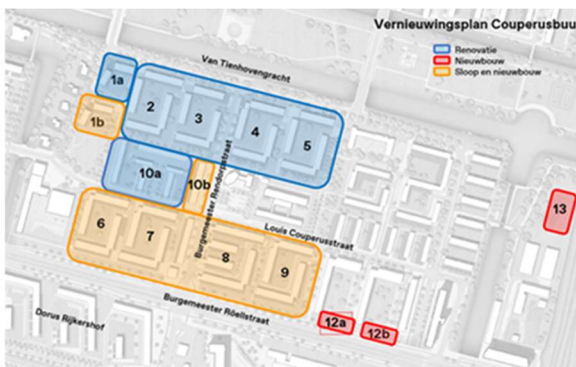 Vernieuwingsplan Couperusbuu
Renovatie
Nieuwbouw
Sloop en nieuwbouw
Van Tienhovengracht
1a
2
3
4
5
1b
10a
10b
Burgemeester Rendorpstraat
13
6
7
8
9
Louis Couperusstraat
Burgemeester Röellstraat
12a
12b
Dorus Rijkershof